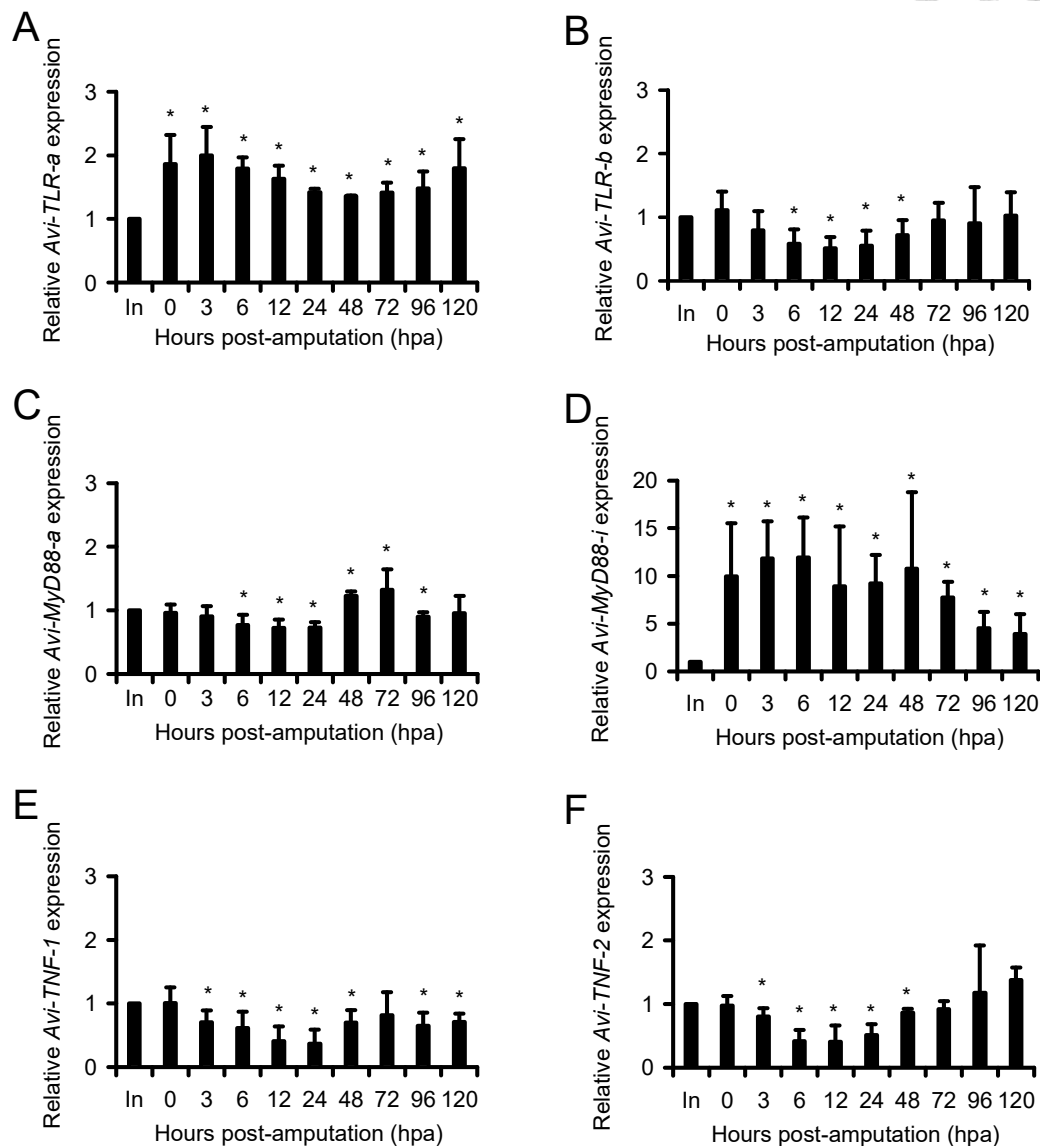 A
Relative Avi-TLR-a expression
3
2
1
0
* * * * * * * * *
In 0 3 6 12 24 48 72 96 120
Hours post-amputation (hpa)
B
Relative Avi-TLR-b expression
3
2
1
0
* * * *
In 0 3 6 12 24 48 72 96 120
Hours post-amputation (hpa)
C
Relative Avi-MyD88-a expression
3
2
1
0
* * * * * *
In 0 3 6 12 24 48 72 96 120
Hours post-amputation (hpa)
D
Relative Avi-MyD88-i expression
20
15
10
5
0
* * * * * * * * *
In 0 3 6 12 24 48 72 96 120
Hours post-amputation (hpa)
E
Relative Avi-TNF-1 expression
3
2
1
0
* * * * * * *
In 0 3 6 12 24 48 72 96 120
Hours post-amputation (hpa)
F
Relative Avi-TNF-2 expression
3
2
1
0
* * * * *
In 0 3 6 12 24 48 72 96 120
Hours post-amputation (hpa)